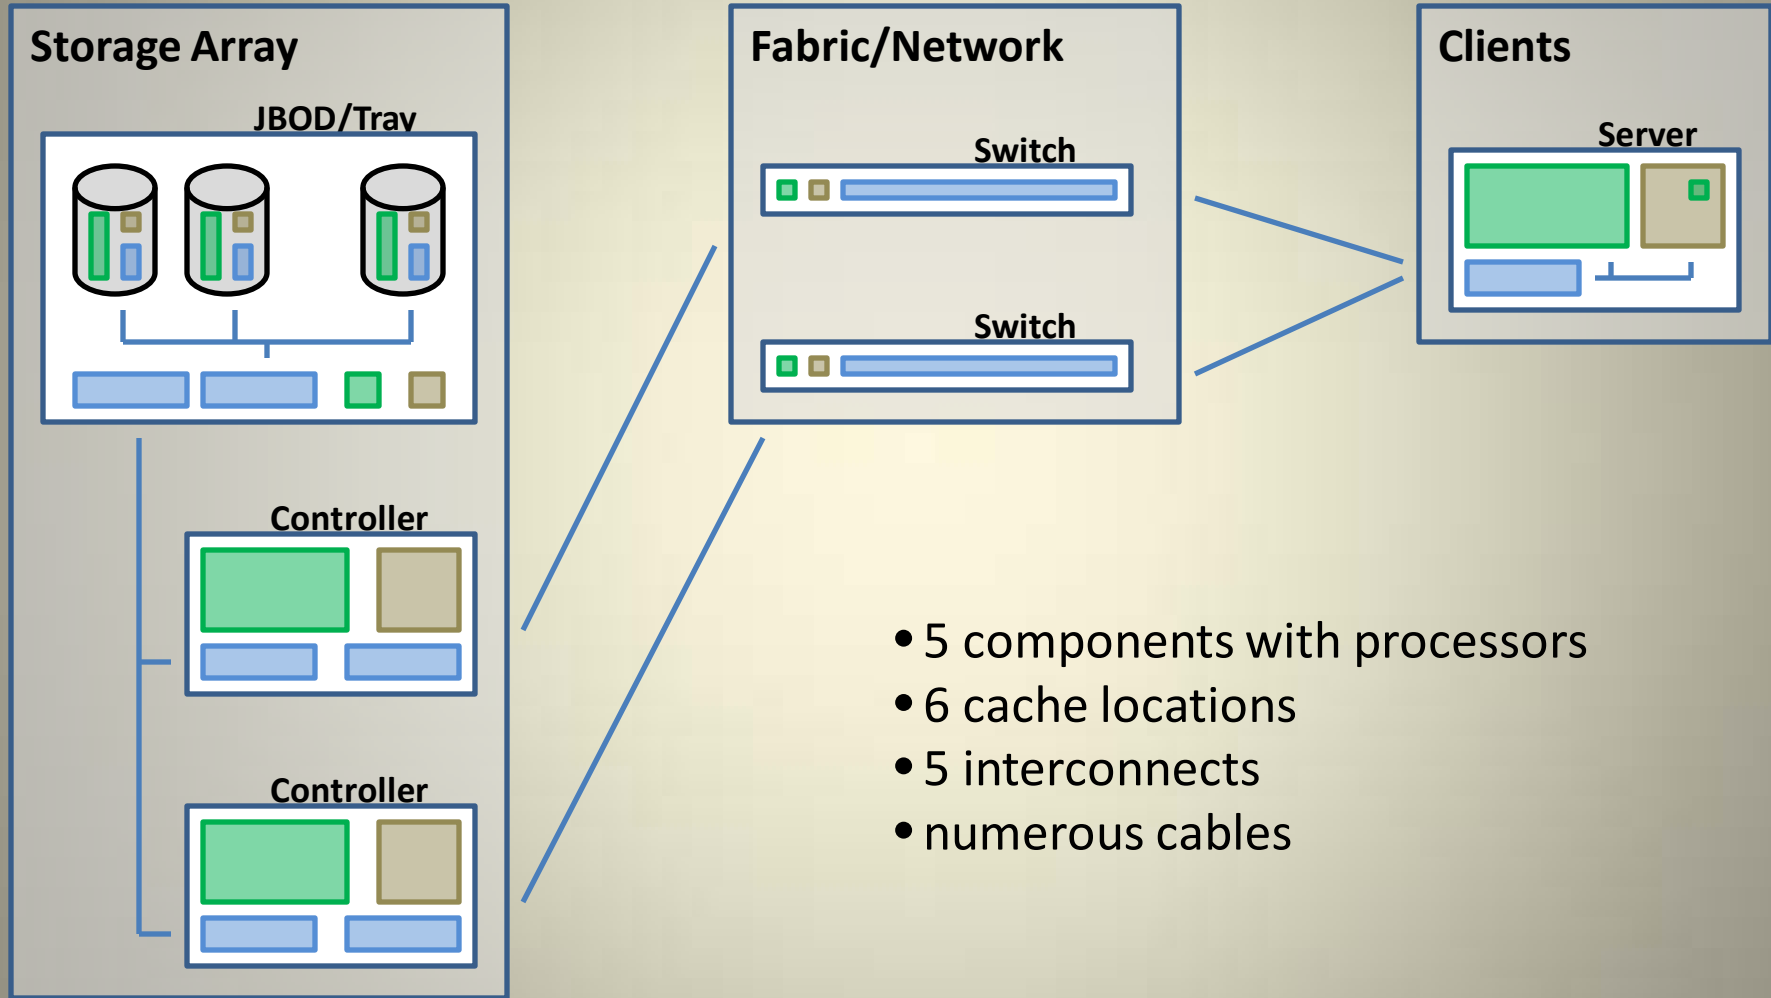 Storage Array
JBOD/Tray
Controller
Controller
Fabric/Network
Switch
Switch
Clients
Server
• 5 components with processors
• 6 cache locations
• 5 interconnects
• numerous cables